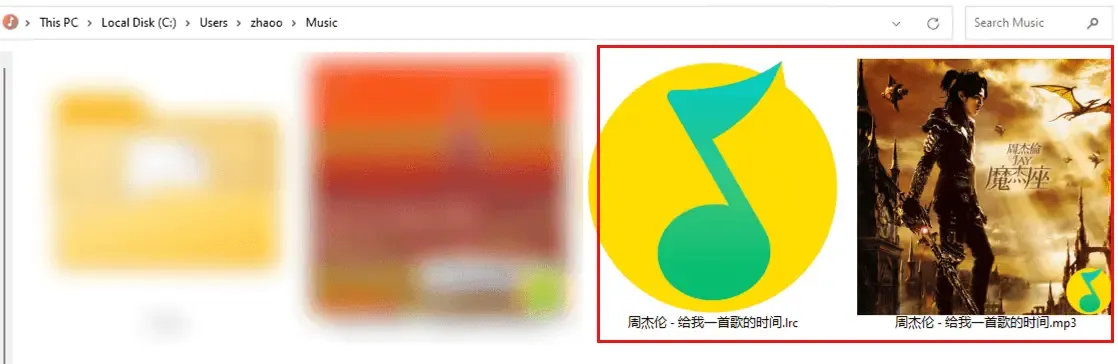 This PC > Local Disk (C:) > Users > zhaoo > Music
Search Music
周杰倫
JAY
魔杰座
周杰伦 - 给我一首歌的时间.lrc
周杰伦 - 给我一首歌的时间.mp3